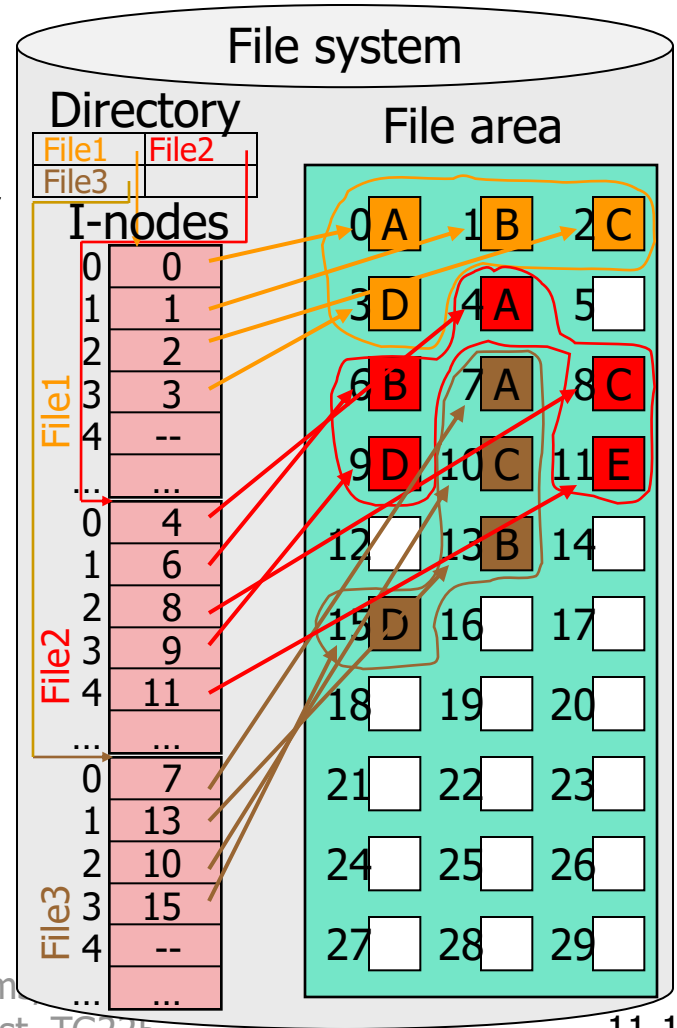 File system
Directory
File1 File2
File3
File area
I-nodes
File1
0 0
1 1
2 2
3 3
4 --
... ...
File2
0 4
1 6
2 8
3 9
4 11
... ...
File3
0 7
1 13
2 10
3 15
4 --
... ...
0 A 1 B 2 C
3 D 4 A 5
6 B 7 A 8 C
9 D 10 C 11 E
12 13 B 14
15 D 16 17
18 19 20
21 22 23
24 25 26
27 28 29